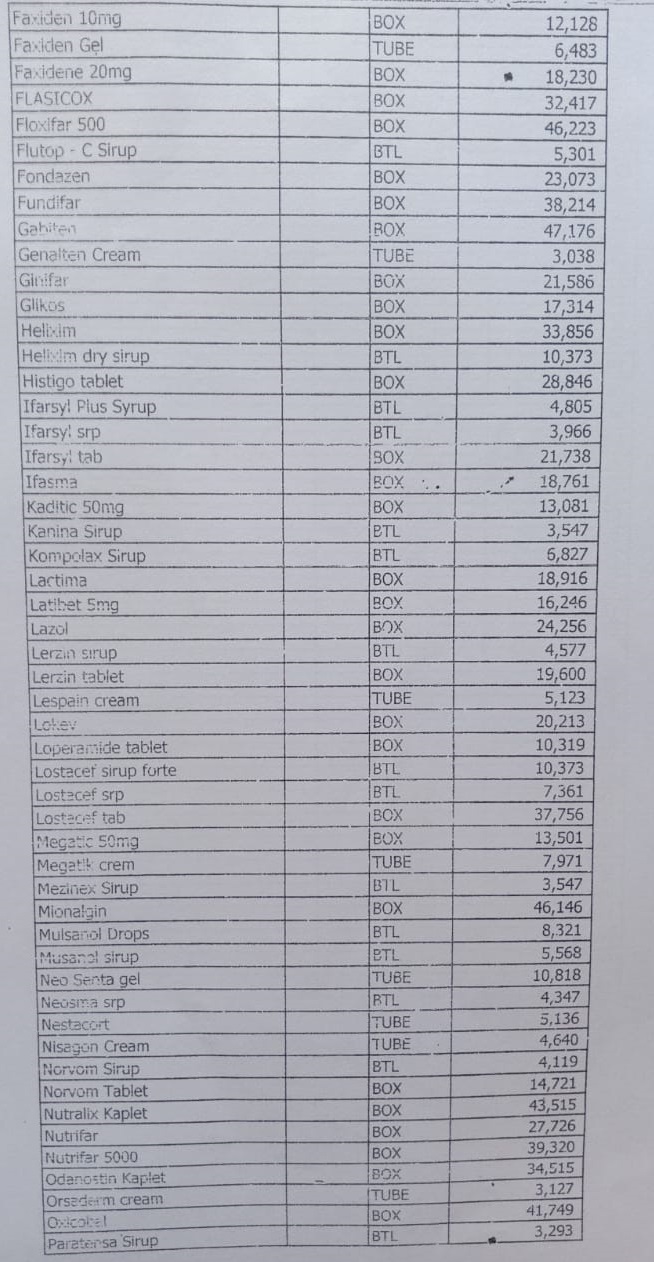 Faxiden 10mg BOX 12,128
Faxiden Gel TUBE 6,483
Faxidene 20mg BOX 18,230
FLASICOX BOX 32,417
Floxifar 500 BOX 46,223
Flutop - C Sirup BTL 5,301
Fondazen BOX 23,073
Fundifar BOX 38,214
Gabiten BOX 47,176
Genalten Cream TUBE 3,038
Ginifar BOX 21,586
Glikos BOX 17,314
Helixim BOX 33,856
Helixim dry sirup BTL 10,373
Histigo tablet BOX 28,846
Ifarsyl Plus Syrup BTL 4,805
Ifarsyl srp BTL 3,966
Ifarsyl tab BOX 21,738
Ifasma BOX 18,761
Kaditic 50mg BOX 13,081
Kanina Sirup BTL 3,547
Kompolax Sirup BTL 6,827
Lactima BOX 18,916
Latibet 5mg BOX 16,246
Lazol BOX 24,256
Lerzin sirup BTL 4,577
Lerzin tablet BOX 19,600
Lespain cream TUBE 5,123
Lokev BOX 20,213
Loperamide tablet BOX 10,319
Lostacef sirup forte BTL 10,373
Lostacef srp BTL 7,361
Lostacef tab BOX 37,756
Megatic 50mg BOX 13,501
Megatik crem TUBE 7,971
Mezinex Sirup BTL 3,547
Mionalgin BOX 46,146
Mulsanol Drops BTL 8,321
Musanol sirup BTL 5,568
Neo Senta gel TUBE 10,818
Neosma srp BTL 4,347
Nestacort TUBE 5,136
Nisagon Cream TUBE 4,640
Norvom Sirup BTL 4,119
Norvom Tablet BOX 14,721
Nutralix Kaplet BOX 43,515
Nutrifar BOX 27,726
Nutrifar 5000 BOX 39,320
Odanostin Kaplet BOX 34,515
Orsaderm cream TUBE 3,127
Oxicobal BOX 41,749
Paratensa Sirup BTL 3,293